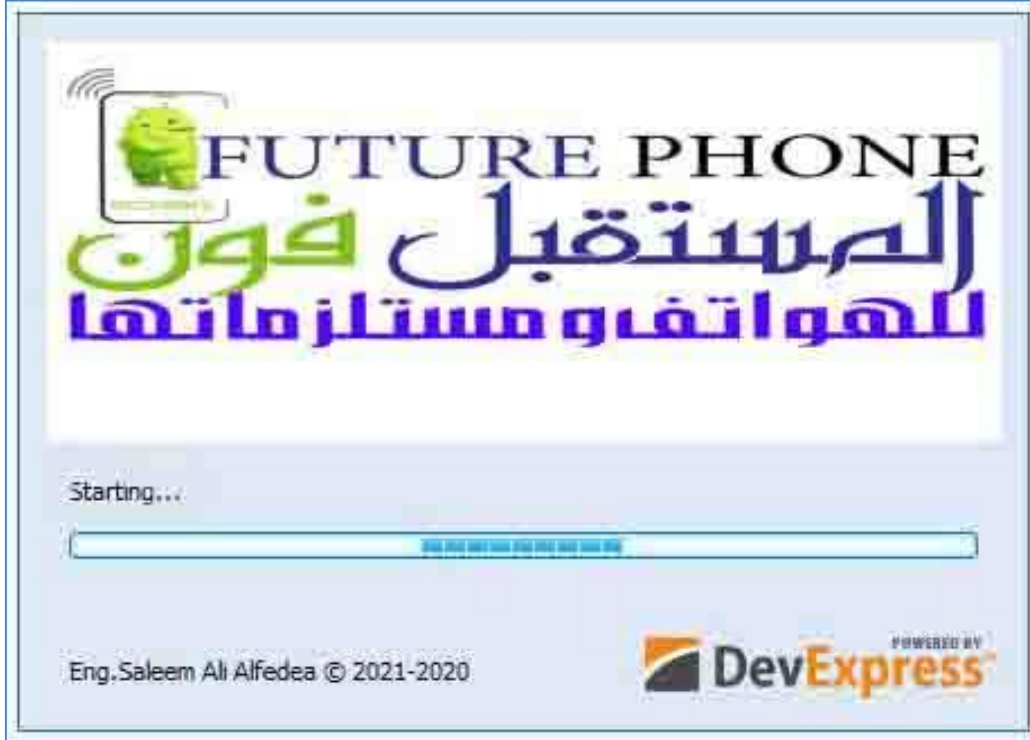 FUTURE PHONE
المستقبل فون
للهواتف ومستلزماتها
Starting...
Eng.Saleem Ali Alfedea © 2021-2020
POWERED BY
DevExpress